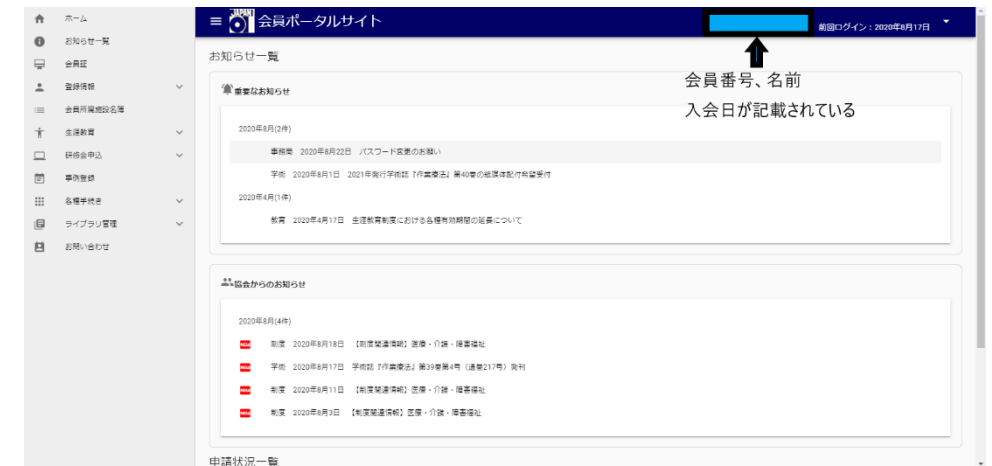 ホーム
お知らせ一覧
会員証
登録情報
会員所属施設名簿
生涯教育
研修会申込
事例登録
各種手続き
ライブラリ管理
お問い合わせ
JAPAN
会員ポータルサイト
前回ログイン：2020年8月17日
会員番号、名前
入会日が記載されている
お知らせ一覧
重要なお知らせ
2020年8月(2件)
事務局 2020年8月22日 パスワード変更のお願い
学術 2020年8月1日 2021年発行学術誌『作業療法』第40巻の紙媒体配付希望受付
2020年4月(1件)
教育 2020年4月17日 生涯教育制度における各種有効期間の延長について
協会からのお知らせ
2020年8月(4件)
制度 2020年8月18日 【制度関連情報】医療・介護・障害福祉
学術 2020年8月17日 学術誌『作業療法』第39巻第4号（通巻217号）発刊
制度 2020年8月11日 【制度関連情報】医療・介護・障害福祉
制度 2020年8月3日 【制度関連情報】医療・介護・障害福祉
申請状況一覧